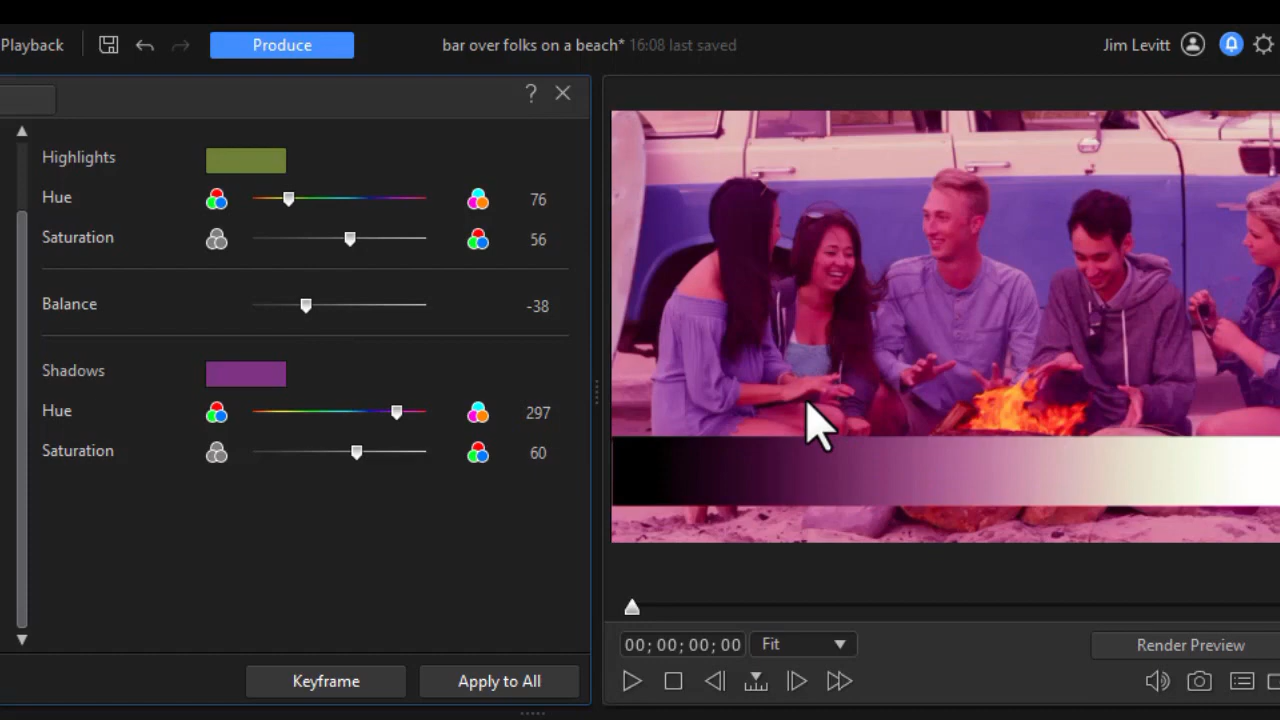 Playback
Produce
bar over folks on a beach* 16:08 last saved
Jim Levitt
?
Highlights
Hue
76
Saturation
56
Balance
-38
Shadows
Hue
297
Saturation
60
Keyframe
Apply to All
00; 00; 00; 00
Fit
Render Preview